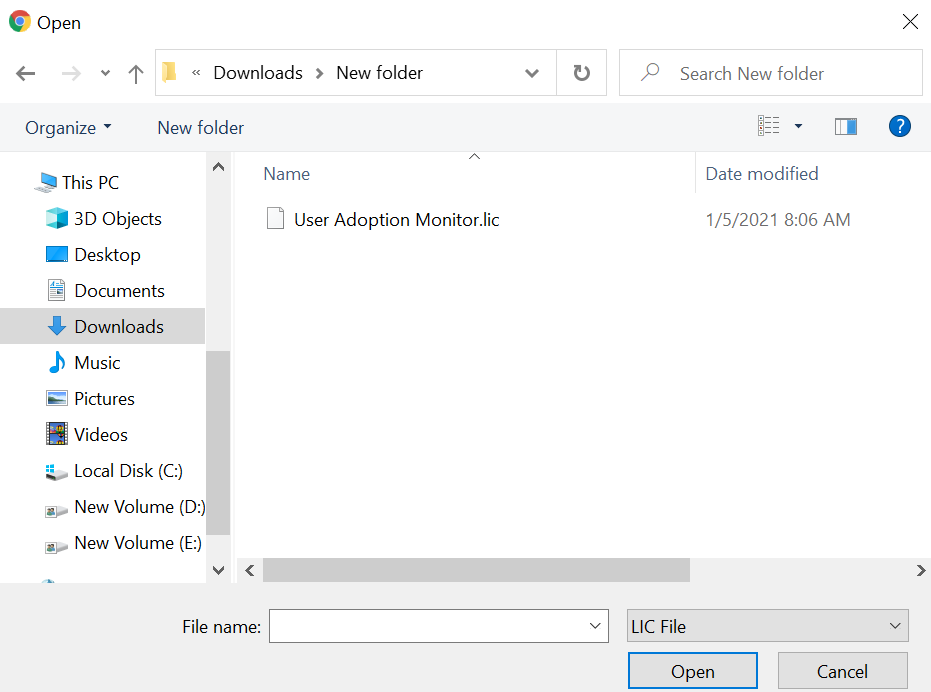 Open
« Downloads > New folder
Search New folder
Organize
New folder
?
Name
Date modified
This PC
3D Objects
Desktop
Documents
Downloads
Music
Pictures
Videos
Local Disk (C:)
New Volume (D:)
New Volume (E:)
User Adoption Monitor.lic
1/5/2021 8:06 AM
File name:
LIC File
Open
Cancel